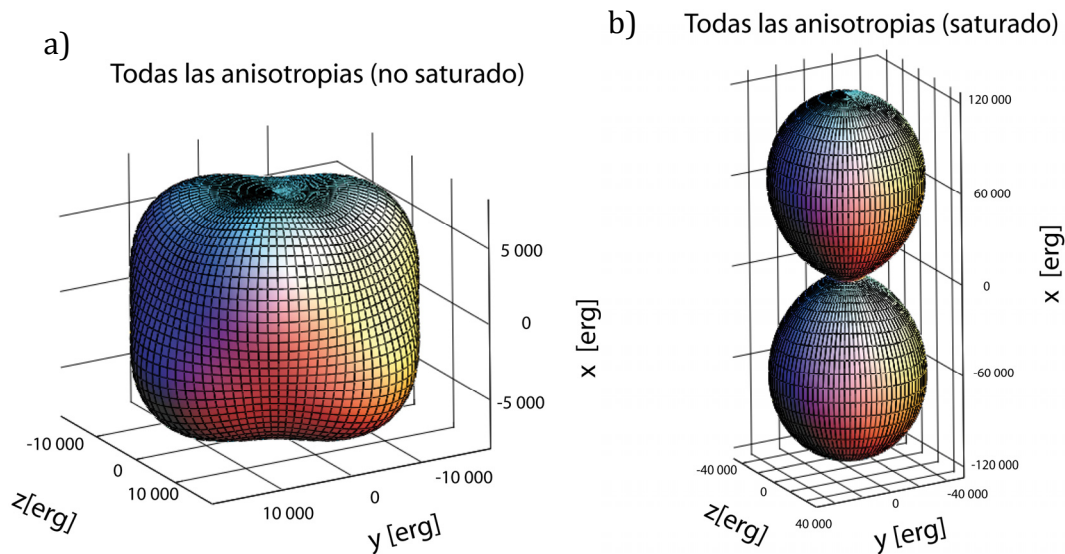 a)
Todas las anisotropias (no saturado)
5 000
0
-5 000
x [erg]
-10 000
0
10 000
z[erg]
10 000
0
-10 000
y [erg]
b)
Todas las anisotropias (saturado)
120 000
60 000
0
-60 000
-120 000
x [erg]
-40 000
0
40 000
z[erg]
0
-40 000
y [erg]